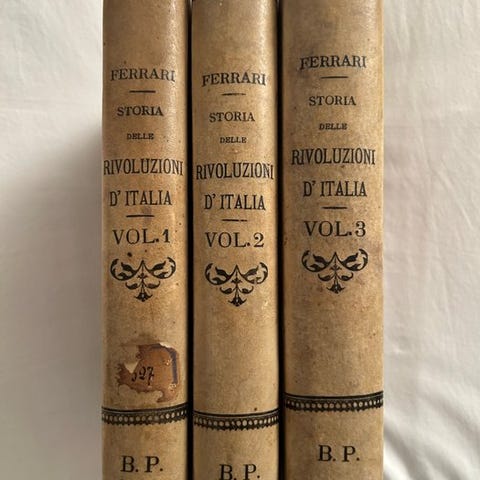 FERRARI
STORIA
DELLE
RIVOLUZIONI
D'ITALIA
VOL.1
327
B. P.
FERRARI
STORIA
DELLE
RIVOLUZIONI
D'ITALIA
VOL.2
B. P.
FERRARI
STORIA
DELLE
RIVOLUZIONI
D'ITALIA
VOL.3
B. P.